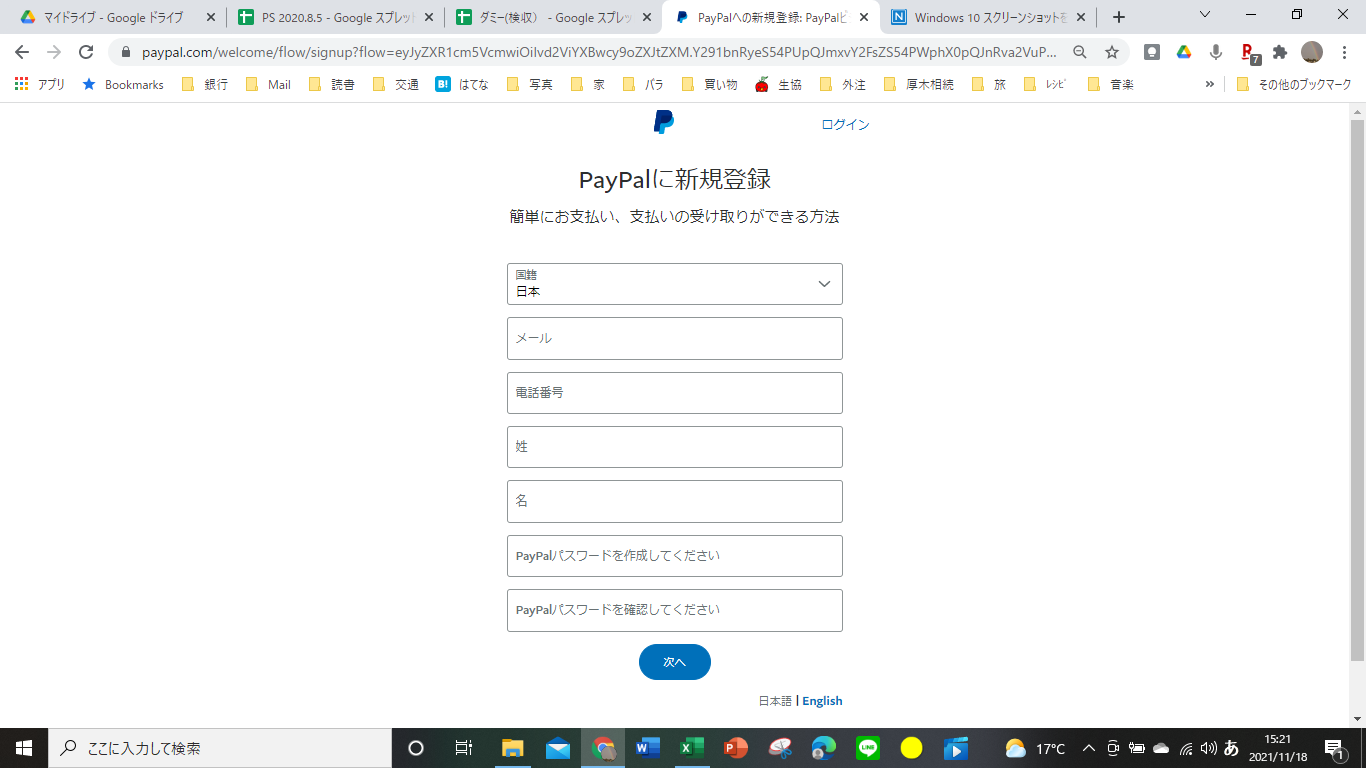 マイドライブ - Google ドライブ
PS 2020.8.5 - Google スプレッ
ダミー(検収） - Google スプレッ
PayPalへの新規登録: PayPalビ
Windows 10 スクリーンショットを
paypal.com/welcome/flow/signup?flow=eyJyZXR1cm5VcmwiOiIvd2ViYXBwcy9oZXJtZXM.Y291bnRyeS54PUpQJmxvY2FsZS54PWphX0pQJnRva2VuP...
7
アプリ Bookmarks 銀行 Mail 読書 交通 B! はてな 写真 家 バラ 買い物 生協 外注 厚木相続 旅 ﾚｼﾋﾟ 音楽 » その他のブックマーク
ログイン
PayPalに新規登録
簡単にお支払い、支払いの受け取りができる方法
国籍
日本
メール
電話番号
姓
名
PayPalパスワードを作成してください
PayPalパスワードを確認してください
次へ
日本語 | English
ここに入力して検索
LINE
17°C
あ
15:21
2021/11/18
1